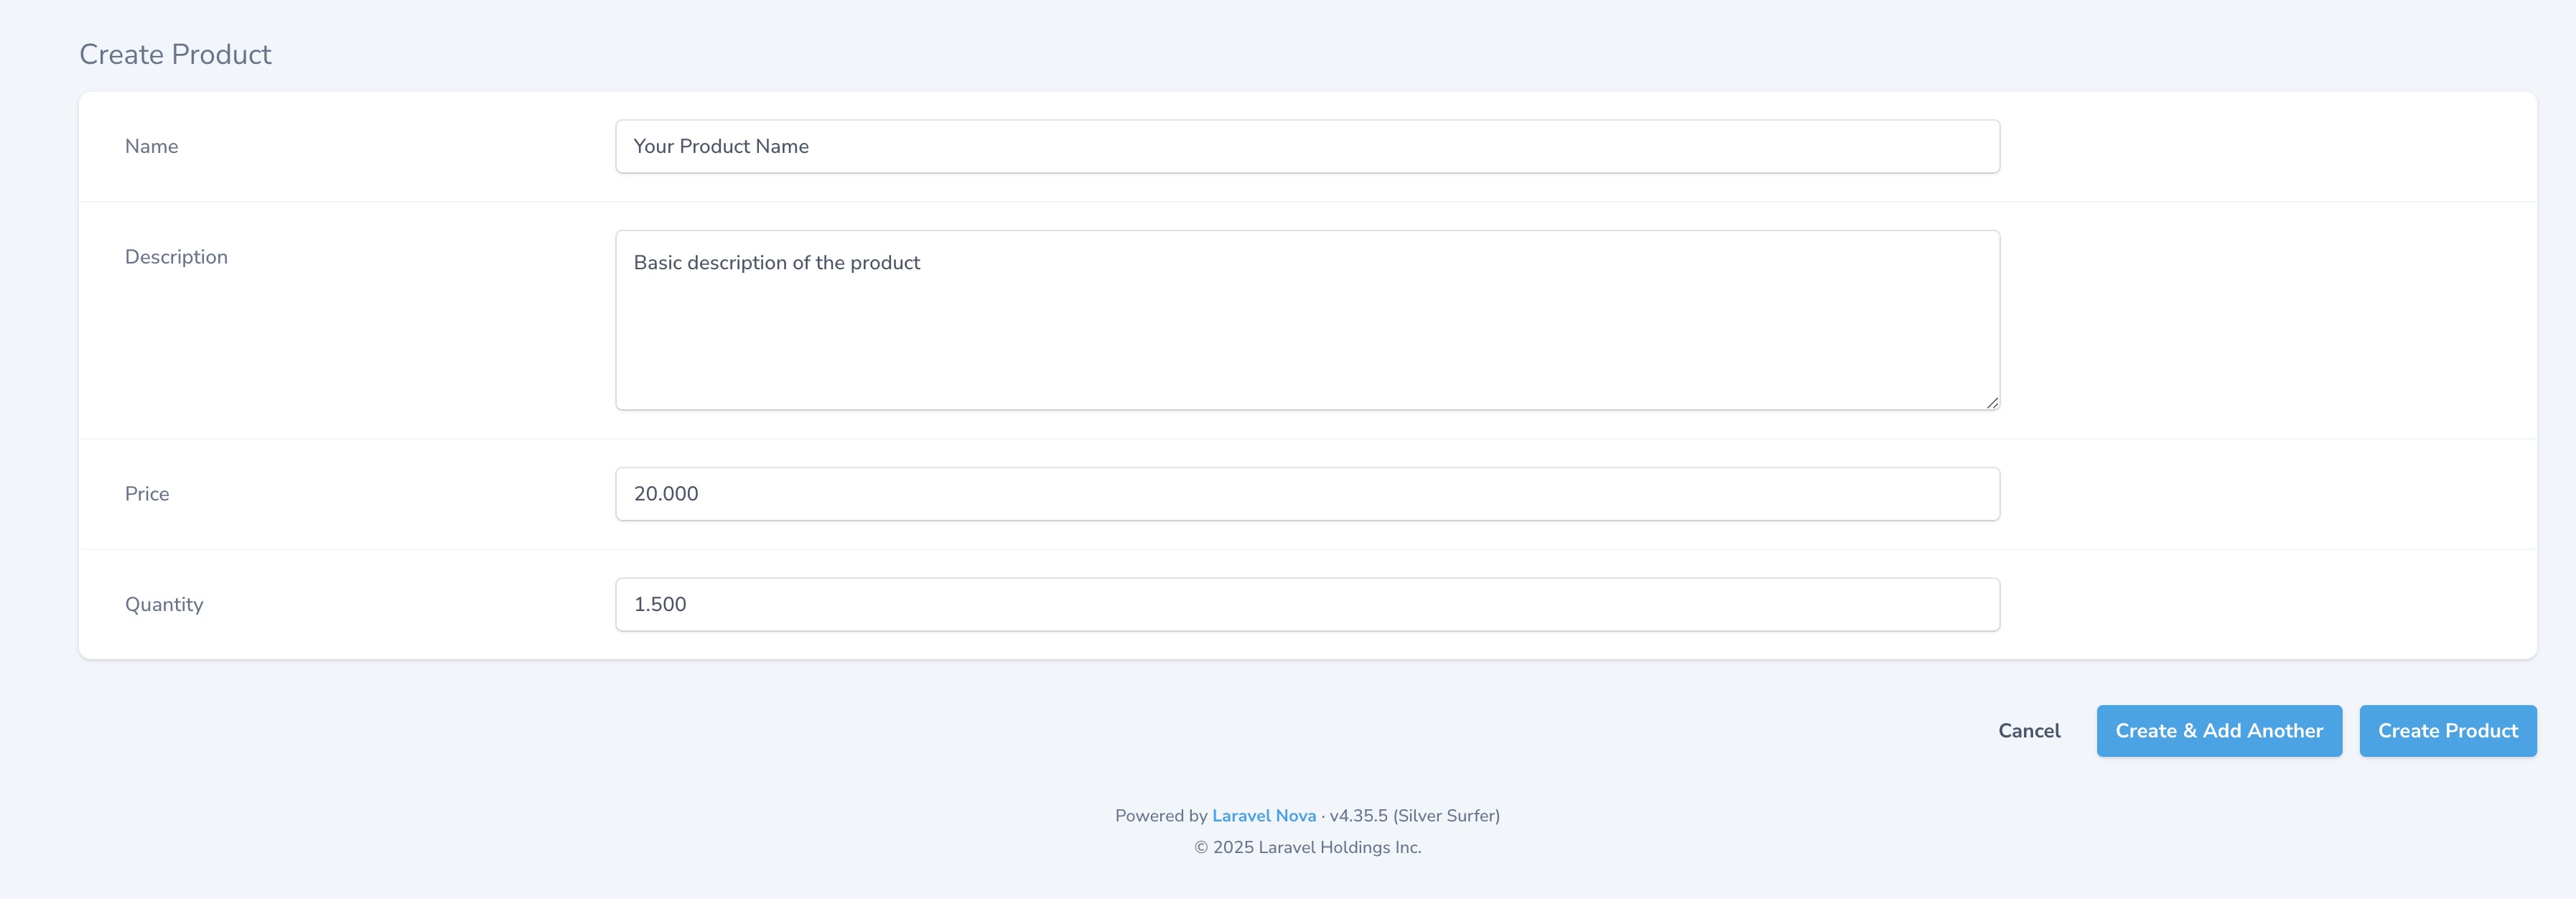 Create Product
Name
Your Product Name
Description
Basic description of the product
Price
20.000
Quantity
1.500
Cancel
Create & Add Another
Create Product
Powered by Laravel Nova · v4.35.5 (Silver Surfer)
© 2025 Laravel Holdings Inc.